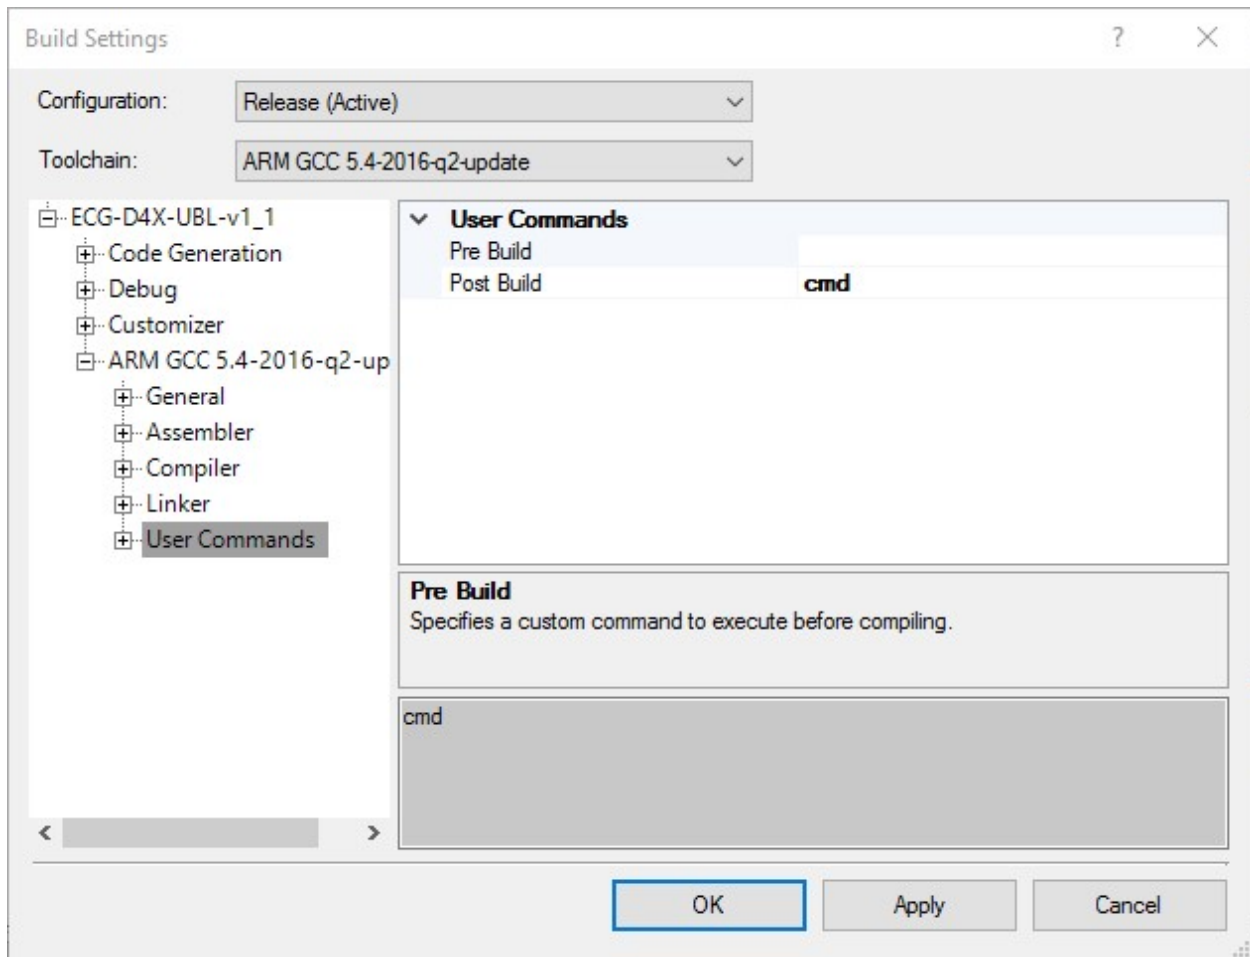 Build Settings
Configuration: Release (Active)
Toolchain: ARM GCC 5.4-2016-q2-update
ECG-D4X-UBL-v1_1
Code Generation
Debug
Customizer
ARM GCC 5.4-2016-q2-up
General
Assembler
Compiler
Linker
User Commands
User Commands
Pre Build
Post Build cmd
Pre Build
Specifies a custom command to execute before compiling.
cmd
OK Apply Cancel